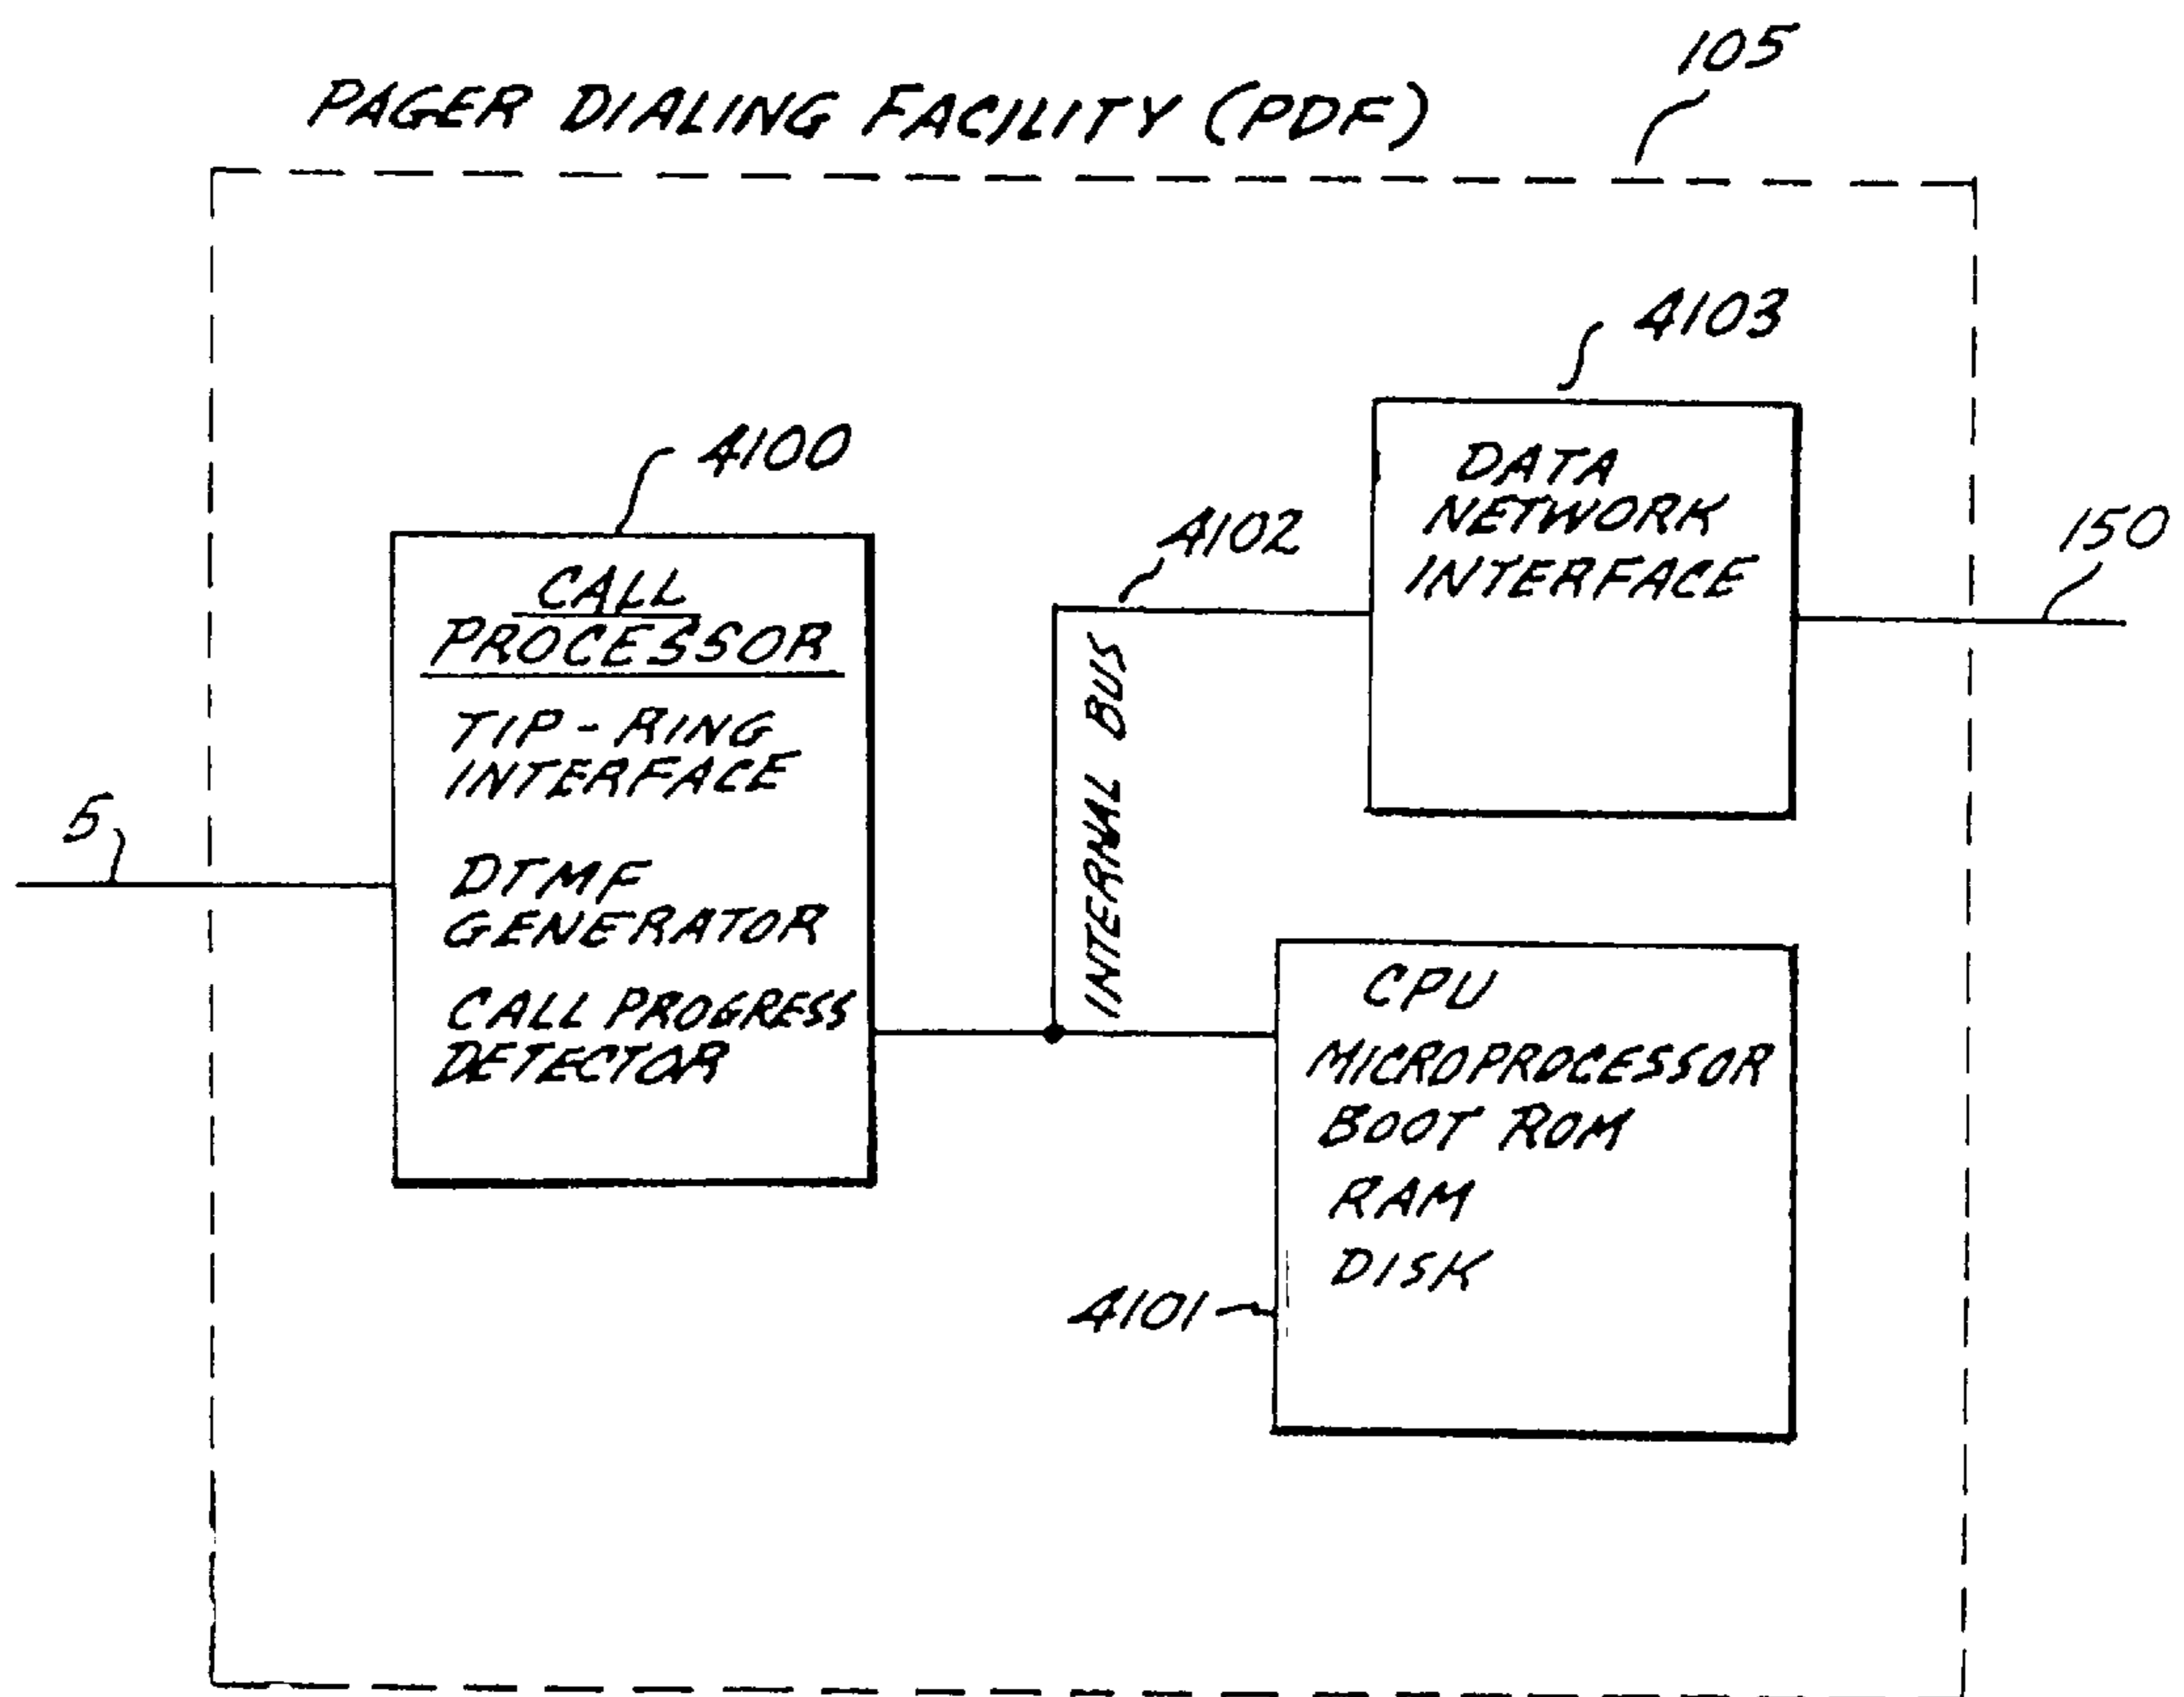 105
PAGER DIALING FACILITY (PDF)
4103
4100
DATA
NETWORK
INTERFACE
4102
150
CALL
PROCESSOR
TIP-RING
INTERFACE
INTERNAL BUS
5
DTMF
GENERATOR
CALL PROGRESS
DETECTOR
CPU
MICROPROCESSOR
BOOT ROM
RAM
DISK
4101